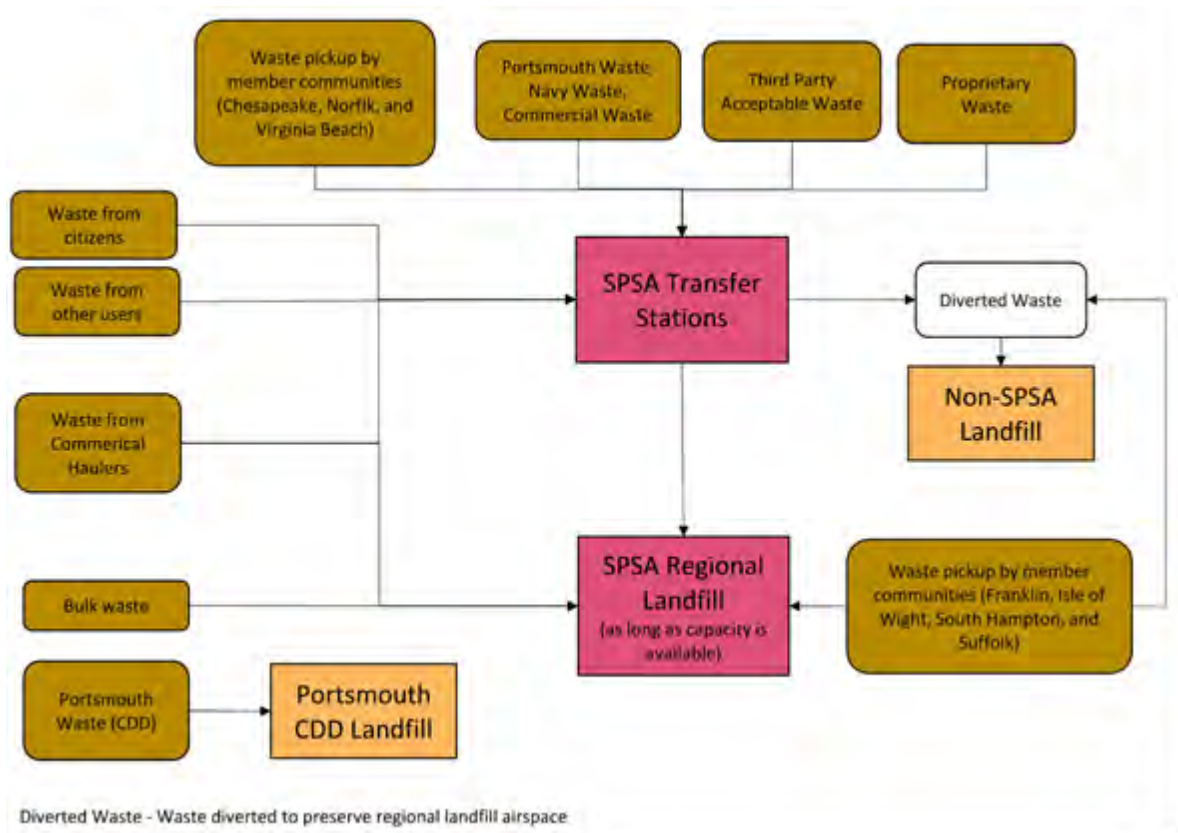 Waste pickup by
member communities
(Chesapeake, Norfik, and
Virginia Beach)
Portsmouth Waste,
Navy Waste,
Commercial Waste
Third Party
Acceptable Waste
Proprietary
Waste
Waste from
citizens
Waste from
other users
SPSA Transfer
Stations
Diverted Waste
Non-SPSA
Landfill
Waste from
Commerical
Haulers
SPSA Regional
Landfill
(as long as capacity is
available)
Waste pickup by member
communities (Franklin, Isle of
Wight, South Hampton, and
Suffolk)
Bulk waste
Portsmouth
Waste (CDD)
Portsmouth
CDD Landfill
Diverted Waste - Waste diverted to preserve regional landfill airspace